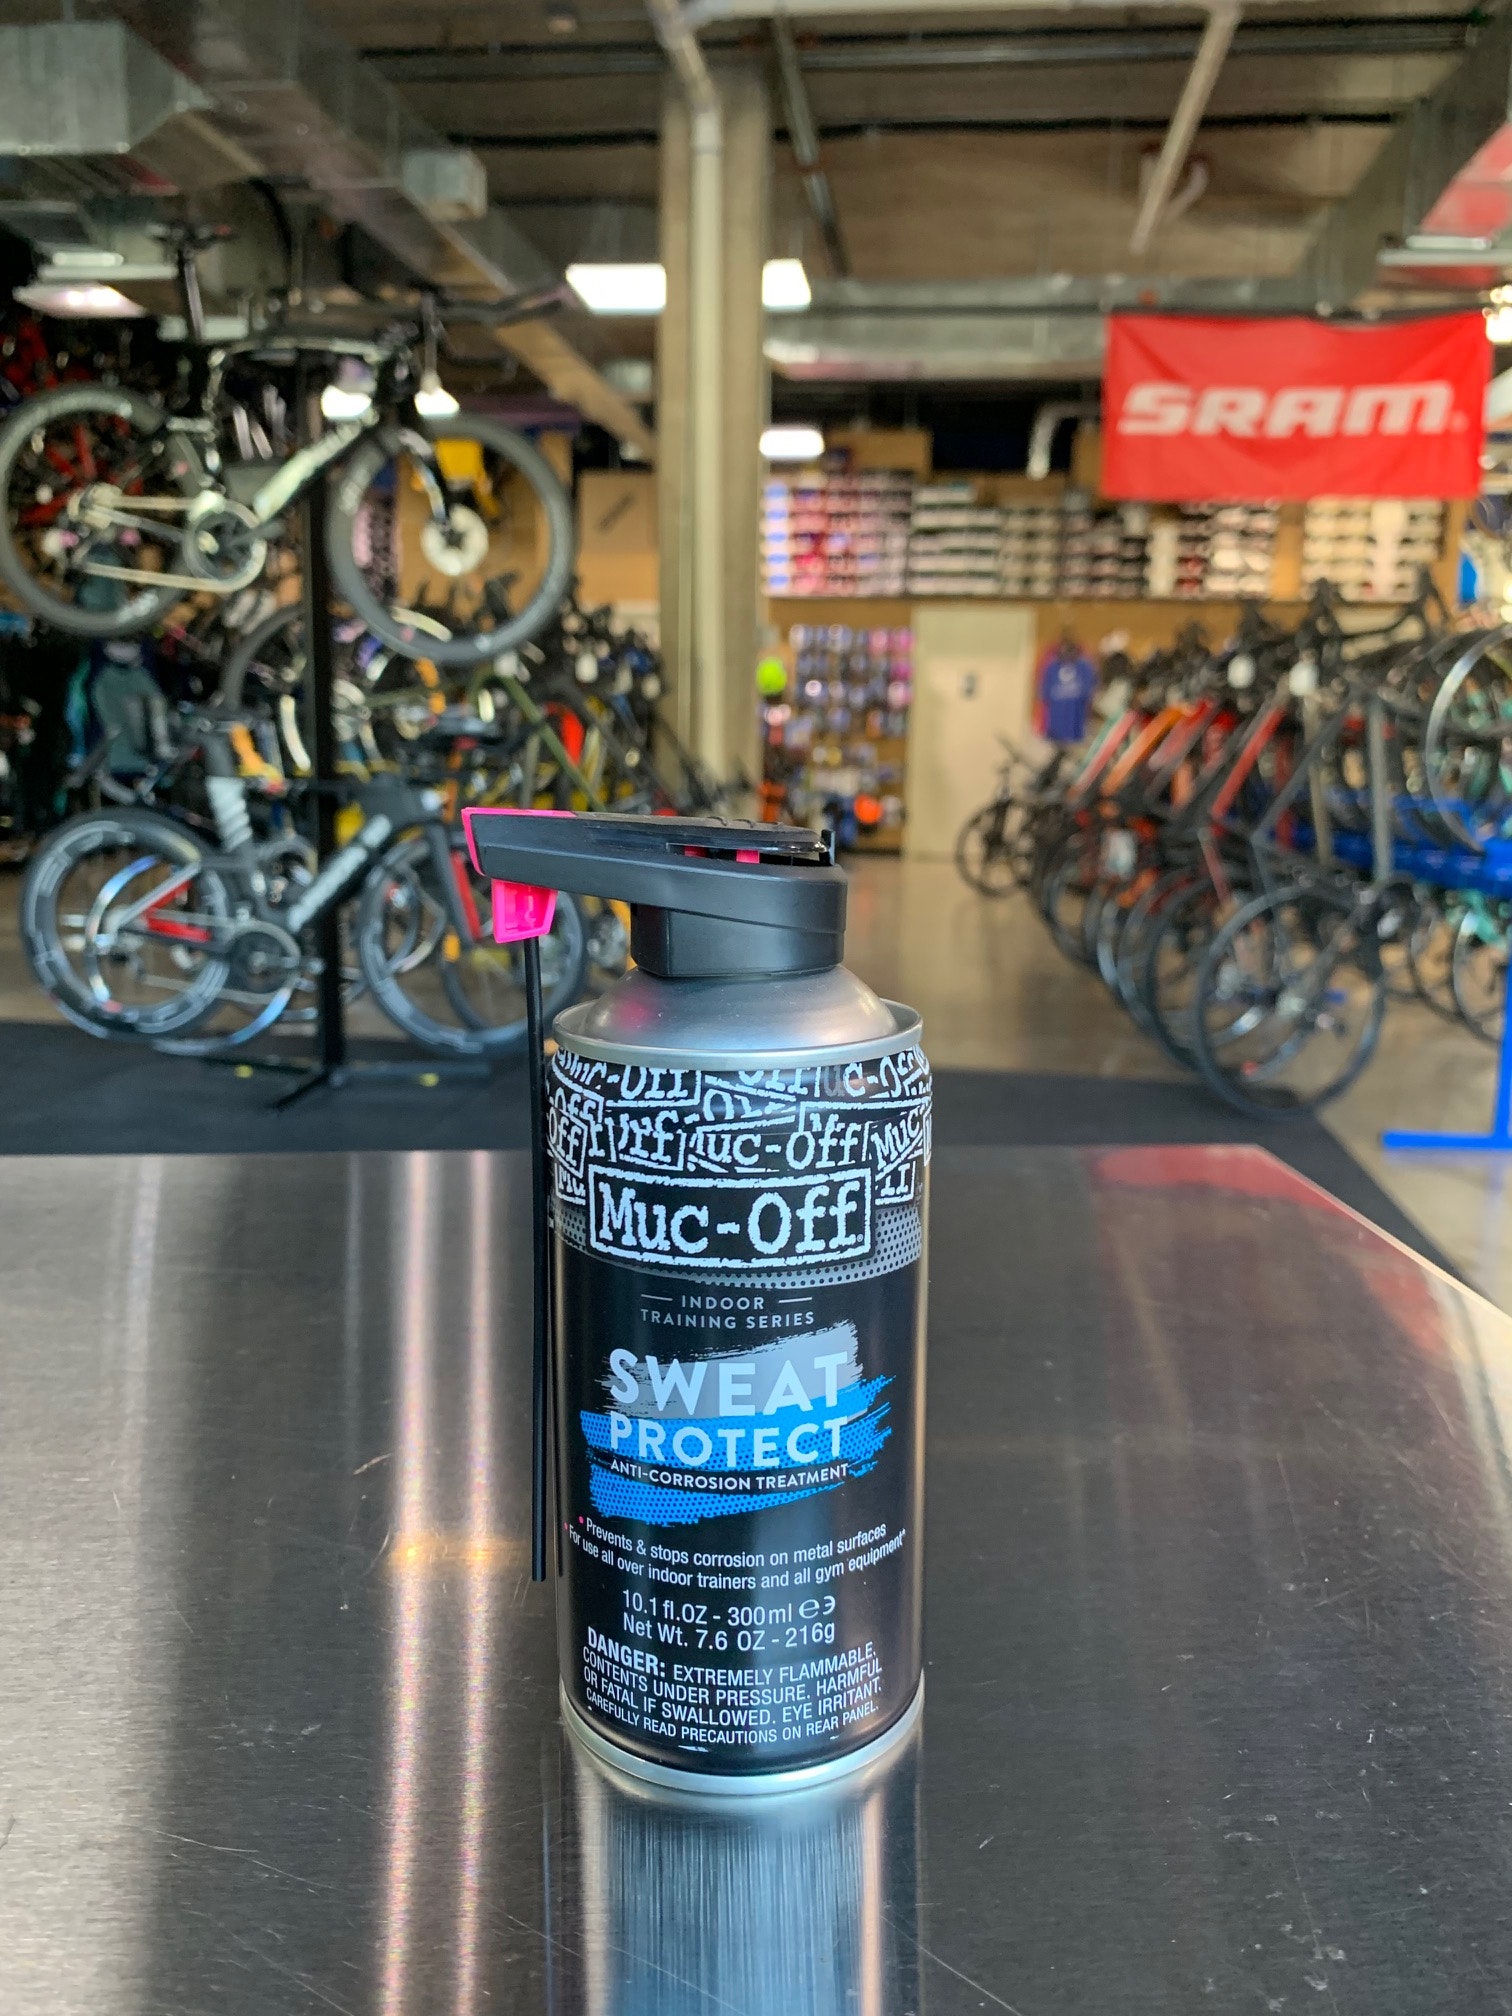 SRAM
Muc-Off
Muc-Off
INDOOR
TRAINING SERIES
SWEAT
PROTECT
ANTI-CORROSION TREATMENT
• Prevents & stops corrosion on metal surfaces
• For use all over indoor trainers and all gym equipment*
10.1 fl.OZ - 300ml ℮ 3
Net Wt. 7.6 OZ - 216g
DANGER: EXTREMELY FLAMMABLE.
CONTENTS UNDER PRESSURE. HARMFUL
OR FATAL IF SWALLOWED. EYE IRRITANT.
CAREFULLY READ PRECAUTIONS ON REAR PANEL.